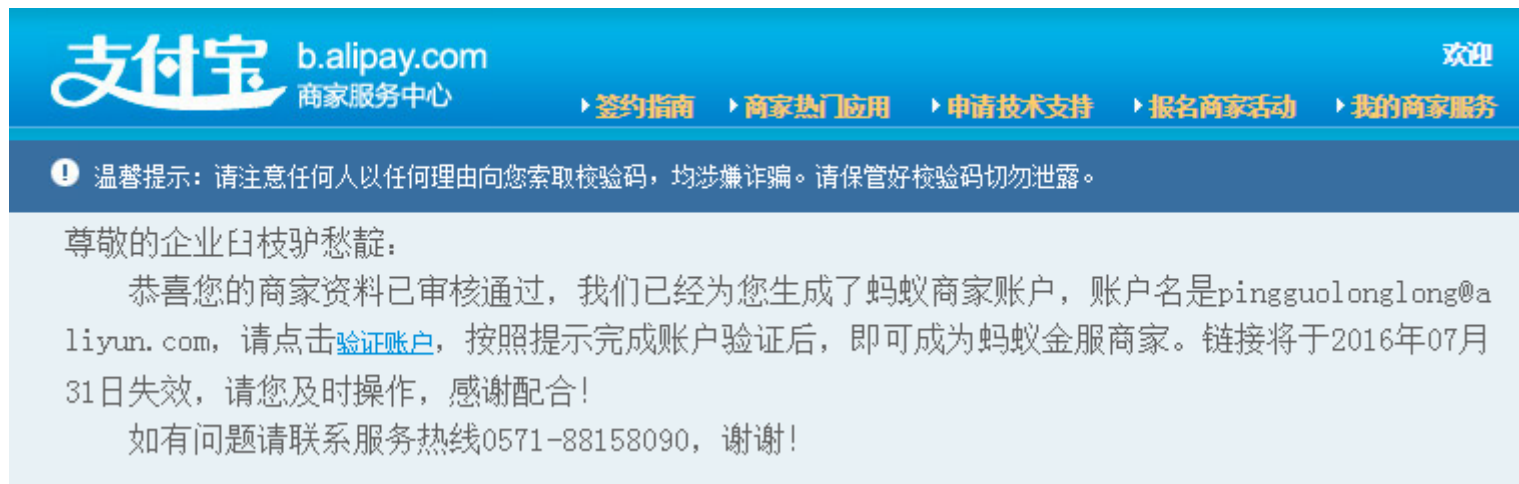 支付宝 b.alipay.com 欢迎
商家服务中心 签约指南 商家热门应用 申请技术支持 报名商家活动 我的商家服务
温馨提示：请注意任何人以任何理由向您索取校验码，均涉嫌诈骗。请保管好校验码切勿泄露。
尊敬的企业臼枝驴愁靛：
恭喜您的商家资料已审核通过，我们已经为您生成了蚂蚁商家账户，账户名是pingguolonglong@a
liyun.com，请点击验证账户，按照提示完成账户验证后，即可成为蚂蚁金服商家。链接将于2016年07月
31日失效，请您及时操作，感谢配合！
如有问题请联系服务热线0571-88158090，谢谢！